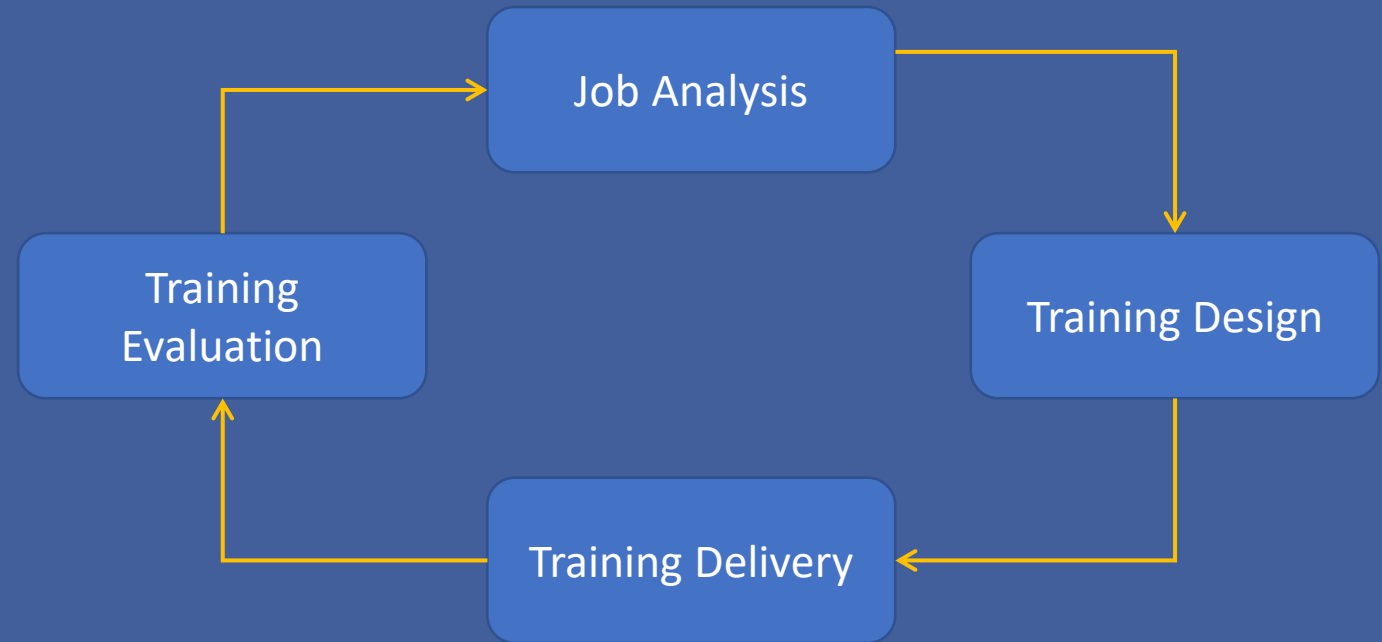 Job Analysis
Training
Evaluation
Training Design
Training Delivery